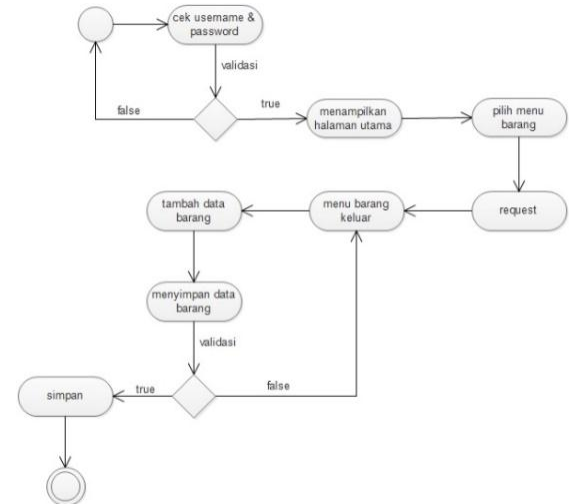 cek username &
password
validasi
false
true
menampilkan
halaman utama
pilih menu
barang
tambah data
barang
menu barang
keluar
request
menyimpan data
barang
validasi
simpan
true
false